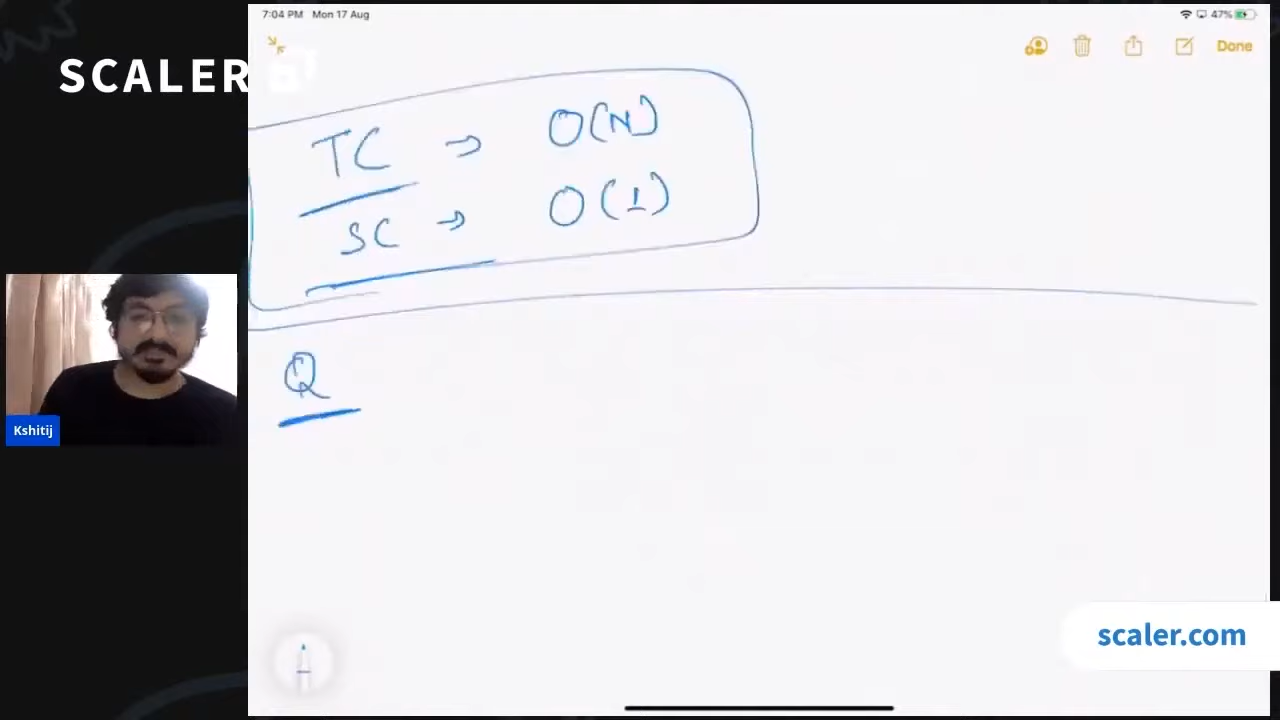 7:04 PM Mon 17 Aug
47%
Done
SCALER
TC → O(N)
SC → O(1)
Q
Kshitij
scaler.com